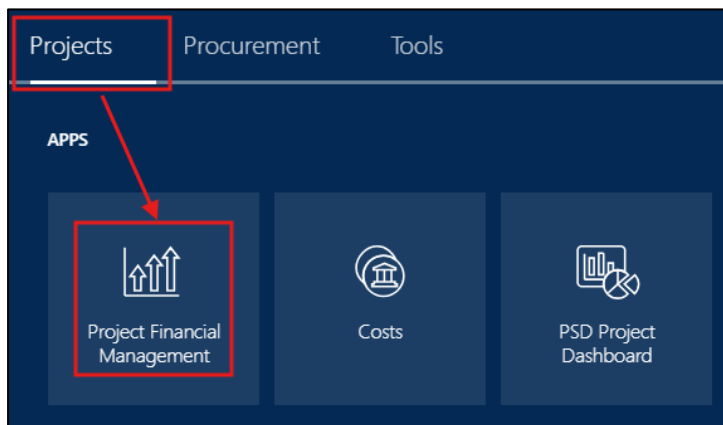 Projects Procurement Tools
APPS
Project Financial
Management
Costs
PSD Project
Dashboard